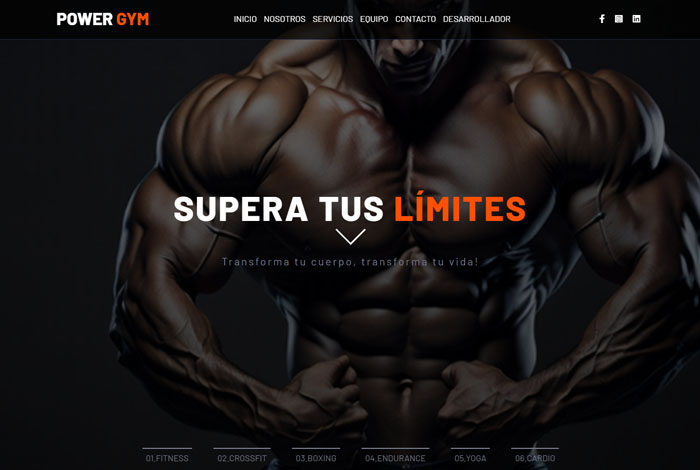 POWER GYM
INICIO NOSOTROS SERVICIOS EQUIPO CONTACTO DESARROLLADOR
SUPERA TUS LÍMITES
Transforma tu cuerpo, transforma tu vida!
01.FITNESS 02.CROSSFIT 03.BOXING 04.ENDURANCE 05.YOGA 06.CARDIO